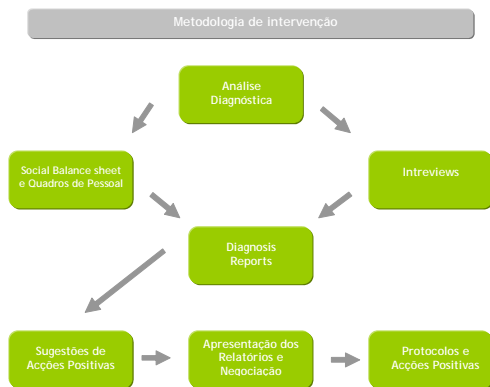 Metodologia de intervenção
Análise
Diagnóstica
Social Balance sheet
e Quadros de Pessoal
Intreviews
Diagnosis
Reports
Sugestões de
Acções Positivas
Apresentação dos
Relatórios e
Negociação
Protocolos e
Acções Positivas